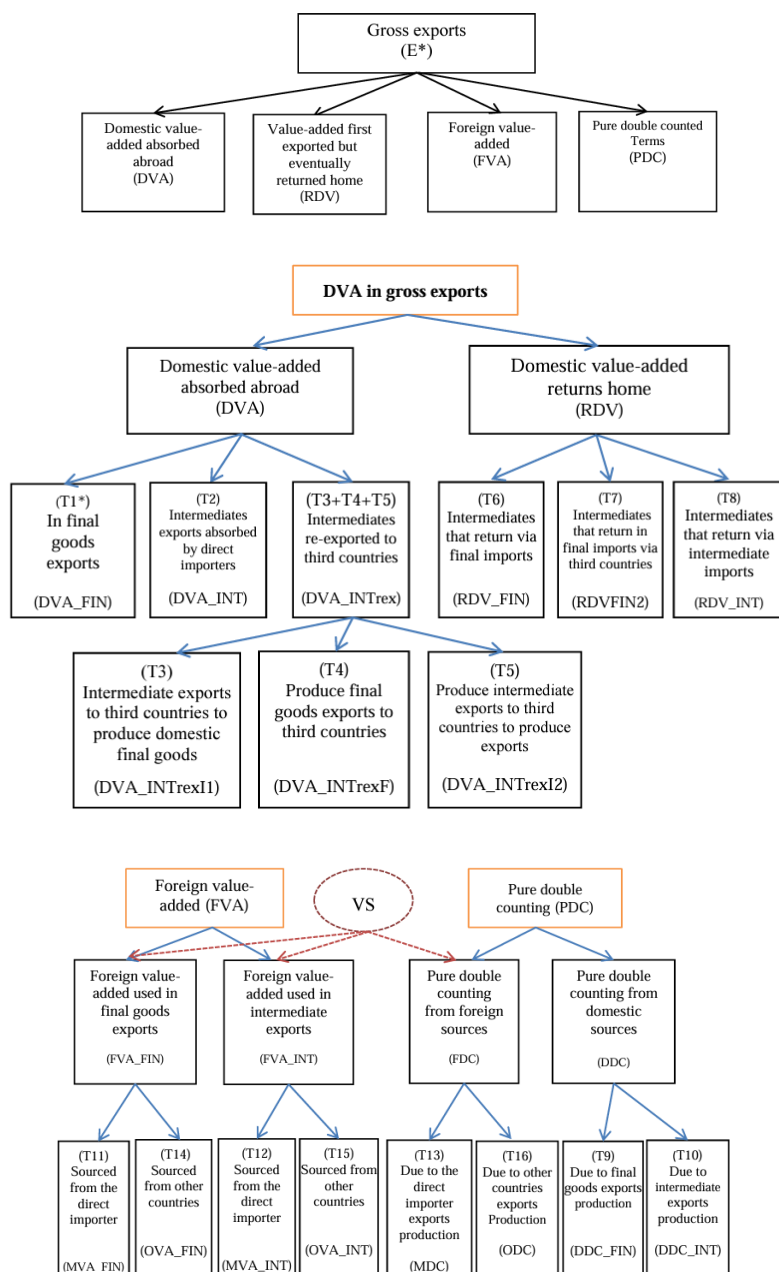 Gross exports
(E*)
Domestic value-
added absorbed
abroad
(DVA)
Value-added first
exported but
eventually
returned home
(RDV)
Foreign value-
added
(FVA)
Pure double counted
Terms
(PDC)
DVA in gross exports
Domestic value-added
absorbed abroad
(DVA)
Domestic value-added
returns home
(RDV)
(T1*)
In final
goods
exports
(DVA_FIN)
(T2)
Intermediates
exports absorbed
by direct
importers
(DVA_INT)
(T3+T4+T5)
Intermediates
re-exported to
third countries
(DVA_INTrex)
(T6)
Intermediates
that return via
final imports
(RDV_FIN)
(T7)
Intermediates
that return in
final imports via
third countries
(RDVFIN2)
(T8)
Intermediates
that return via
intermediate
imports
(RDV_INT)
(T3)
Intermediate exports
to third countries to
produce domestic
final goods
(DVA_INTrexI1)
(T4)
Produce final
goods exports to
third countries
(DVA_INTrexF)
(T5)
Produce intermediate
exports to third
countries to produce
exports
(DVA_INTrexI2)
Foreign value-
added (FVA)
VS
Pure double
counting (PDC)
Foreign value-
added used in
final goods
exports
(FVA_FIN)
Foreign value-
added used in
intermediate
exports
(FVA_INT)
Pure double
counting
from foreign
sources
(FDC)
Pure double
counting from
domestic
sources
(DDC)
(T11)
Sourced
from the
direct
importer
(MVA_FIN)
(T14)
Sourced
from other
countries
(OVA_FIN)
(T12)
Sourced
from the
direct
importer
(MVA_INT)
(T15)
Sourced from
other
countries
(OVA_INT)
(T13)
Due to the
direct
importer
exports
production
(MDC)
(T16)
Due to other
countries
exports
Production
(ODC)
(T9)
Due to final
goods exports
production
(DDC_FIN)
(T10)
Due to
intermediate
exports
production
(DDC_INT)